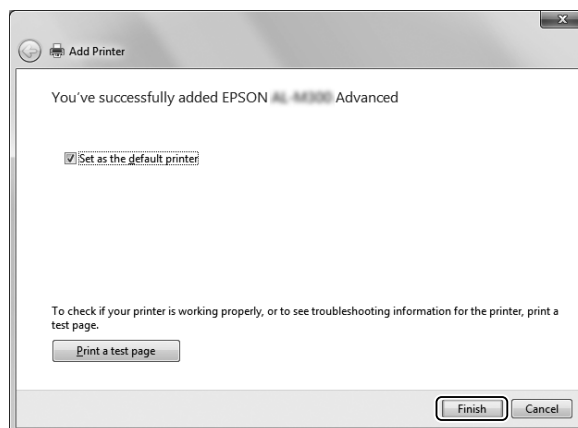 Add Printer
You've successfully added EPSON Advanced
Set as the default printer
To check if your printer is working properly, or to see troubleshooting information for the printer, print a
test page.
Print a test page
Finish Cancel